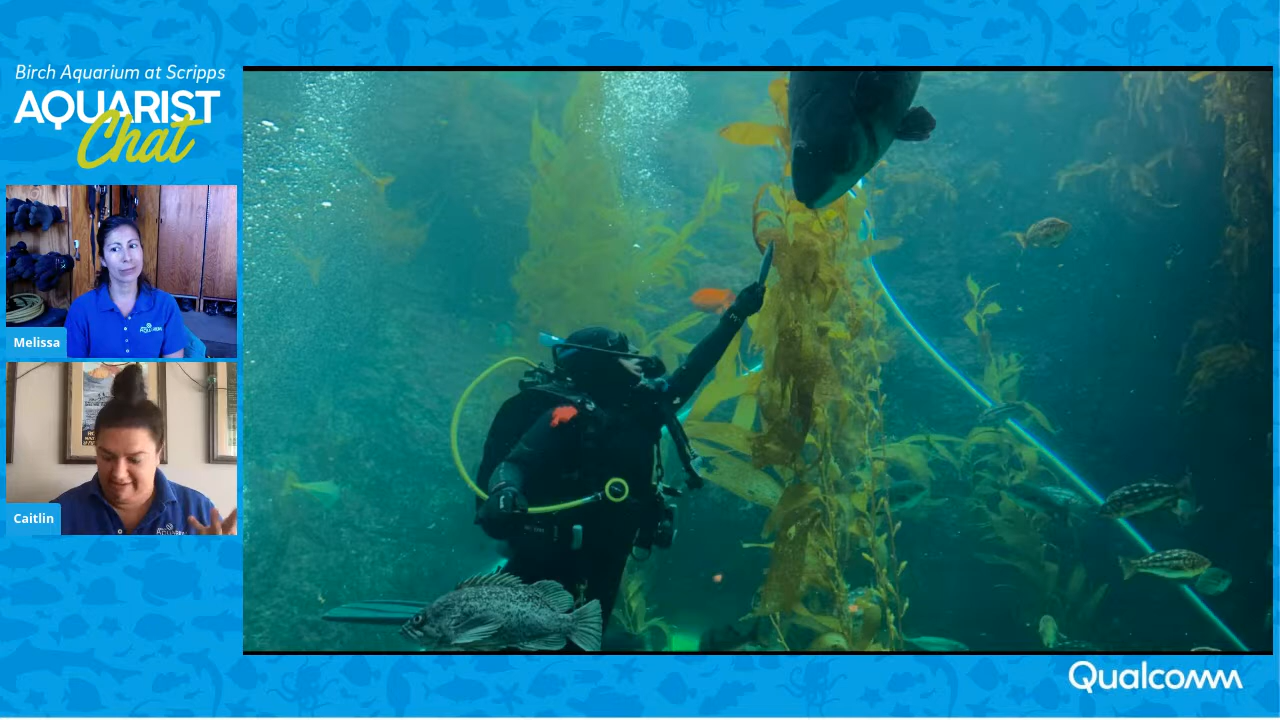 Birch Aquarium at Scripps
AQUARIST
Chat
Melissa
Caitlin
Qualcomm